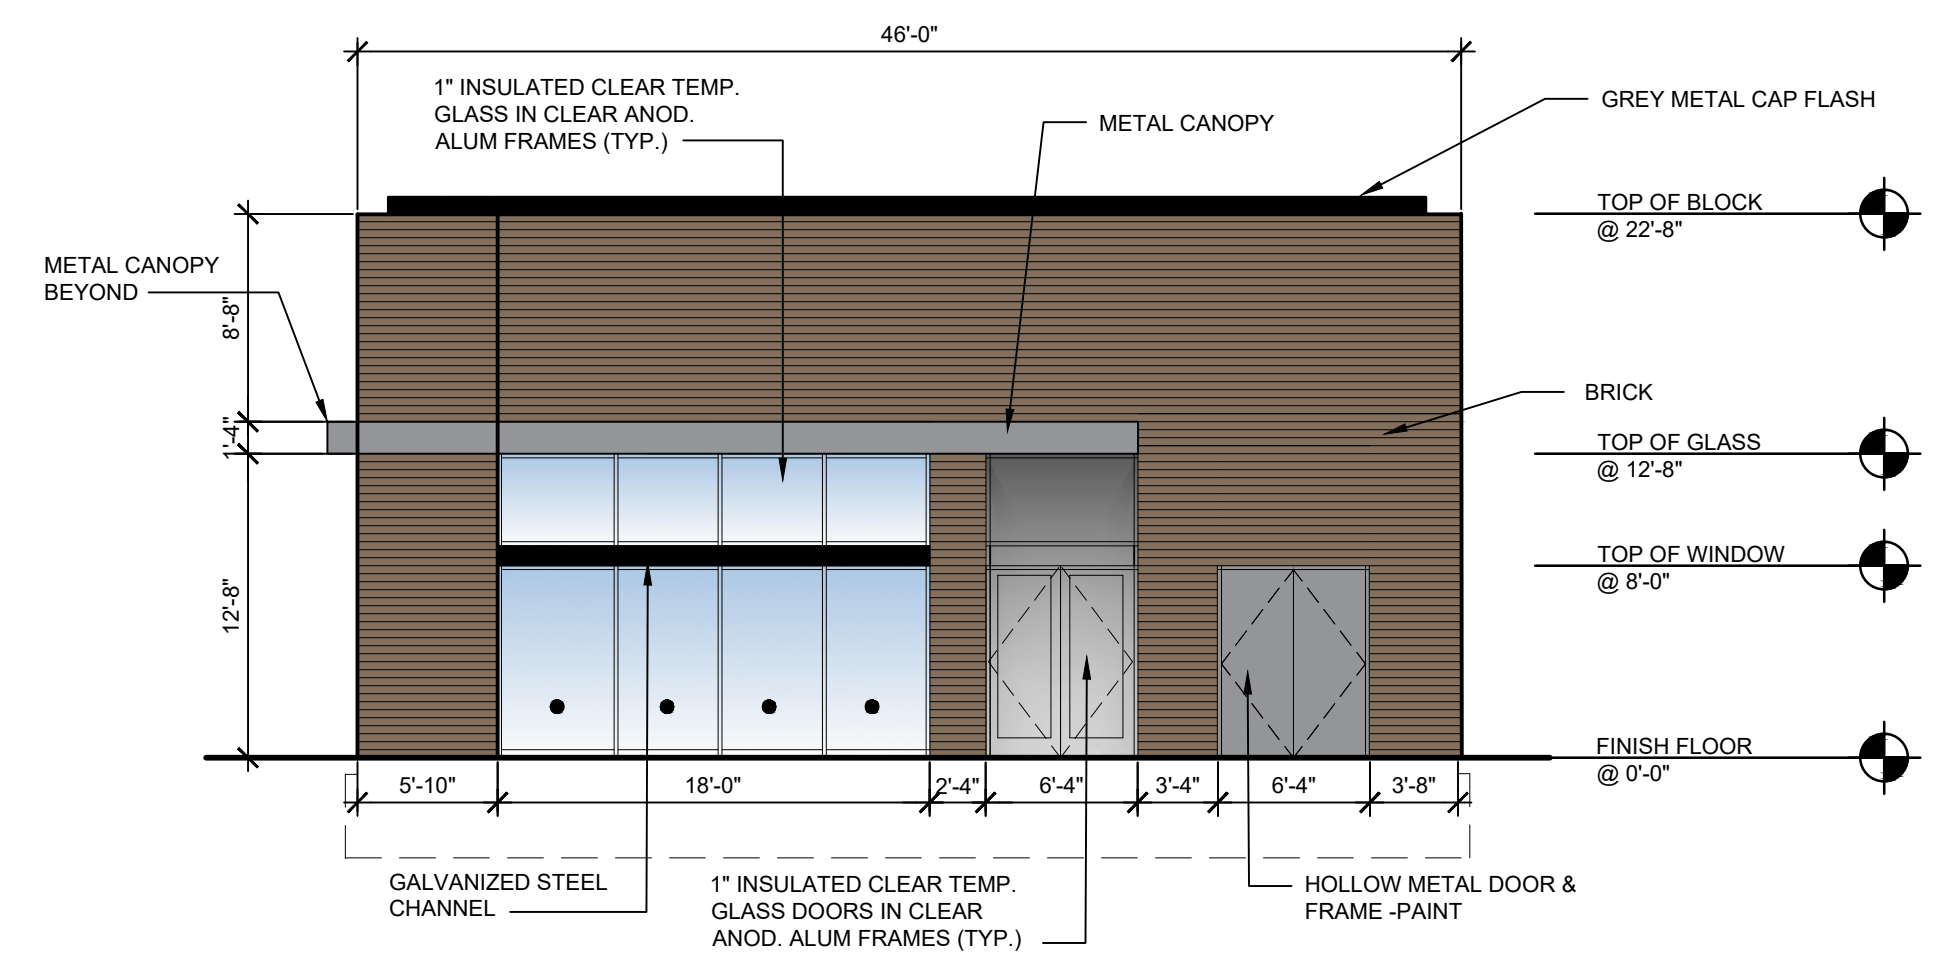 46'-0"
1" INSULATED CLEAR TEMP.
GLASS IN CLEAR ANOD.
ALUM FRAMES (TYP.)
METAL CANOPY
GREY METAL CAP FLASH
TOP OF BLOCK
@ 22'-8"
METAL CANOPY
BEYOND
8'-8"
BRICK
1'-4"
TOP OF GLASS
@ 12'-8"
TOP OF WINDOW
@ 8'-0"
12'-8"
FINISH FLOOR
@ 0'-0"
5'-10" 18'-0" 2'-4" 6'-4" 3'-4" 6'-4" 3'-8"
GALVANIZED STEEL
CHANNEL
1" INSULATED CLEAR TEMP.
GLASS DOORS IN CLEAR
ANOD. ALUM FRAMES (TYP.)
HOLLOW METAL DOOR &
FRAME -PAINT